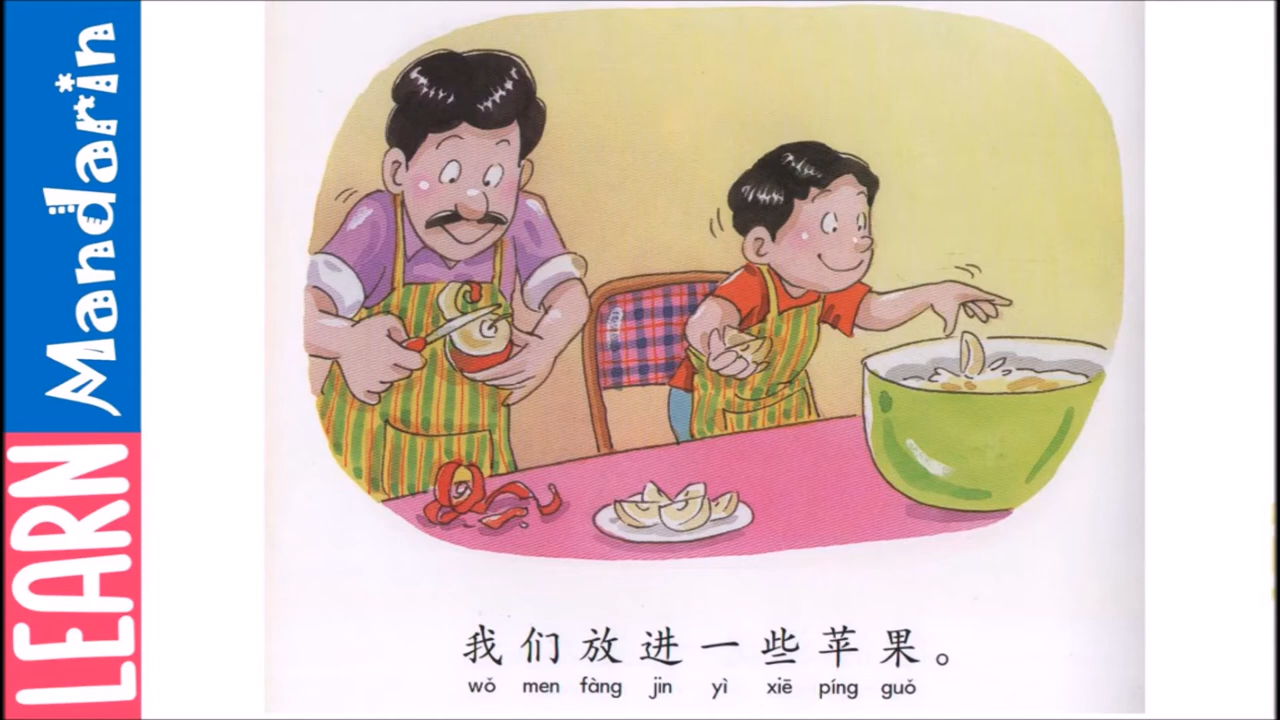 LEARN Mandarin
我们放进一些苹果。
wǒ men fàng jìn yì xiē píng guǒ